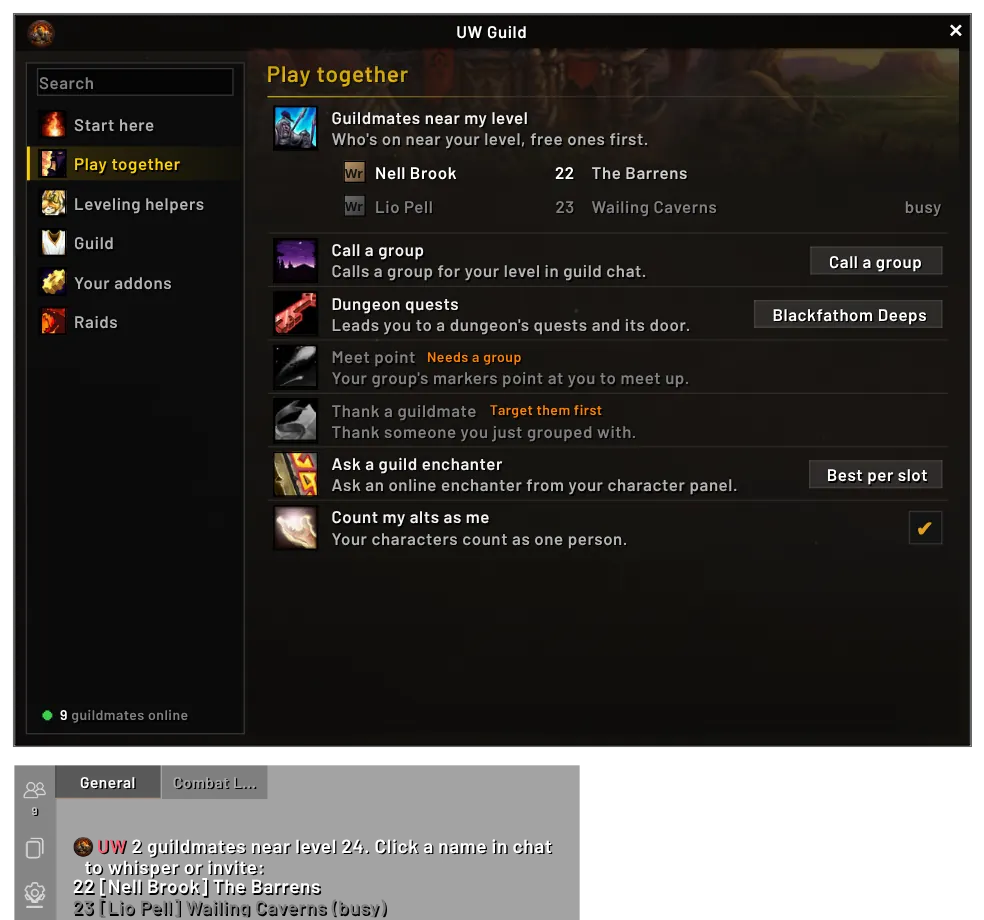 UW Guild
Search
Start here
Play together
Leveling helpers
Guild
Your addons
Raids
9 guildmates online
Play together
Guildmates near my level
Who's on near your level, free ones first.
Wr Nell Brook 22 The Barrens
Wr Lio Pell 23 Wailing Caverns busy
Call a group
Calls a group for your level in guild chat.
Call a group
Dungeon quests
Leads you to a dungeon's quests and its door.
Blackfathom Deeps
Meet point Needs a group
Your group's markers point at you to meet up.
Thank a guildmate Target them first
Thank someone you just grouped with.
Ask a guild enchanter
Ask an online enchanter from your character panel.
Best per slot
Count my alts as me
Your characters count as one person.
General Combat L...
9
UW 2 guildmates near level 24. Click a name in chat
to whisper or invite:
22 [Nell Brook] The Barrens
23 [Lio Pell] Wailing Caverns (busy)